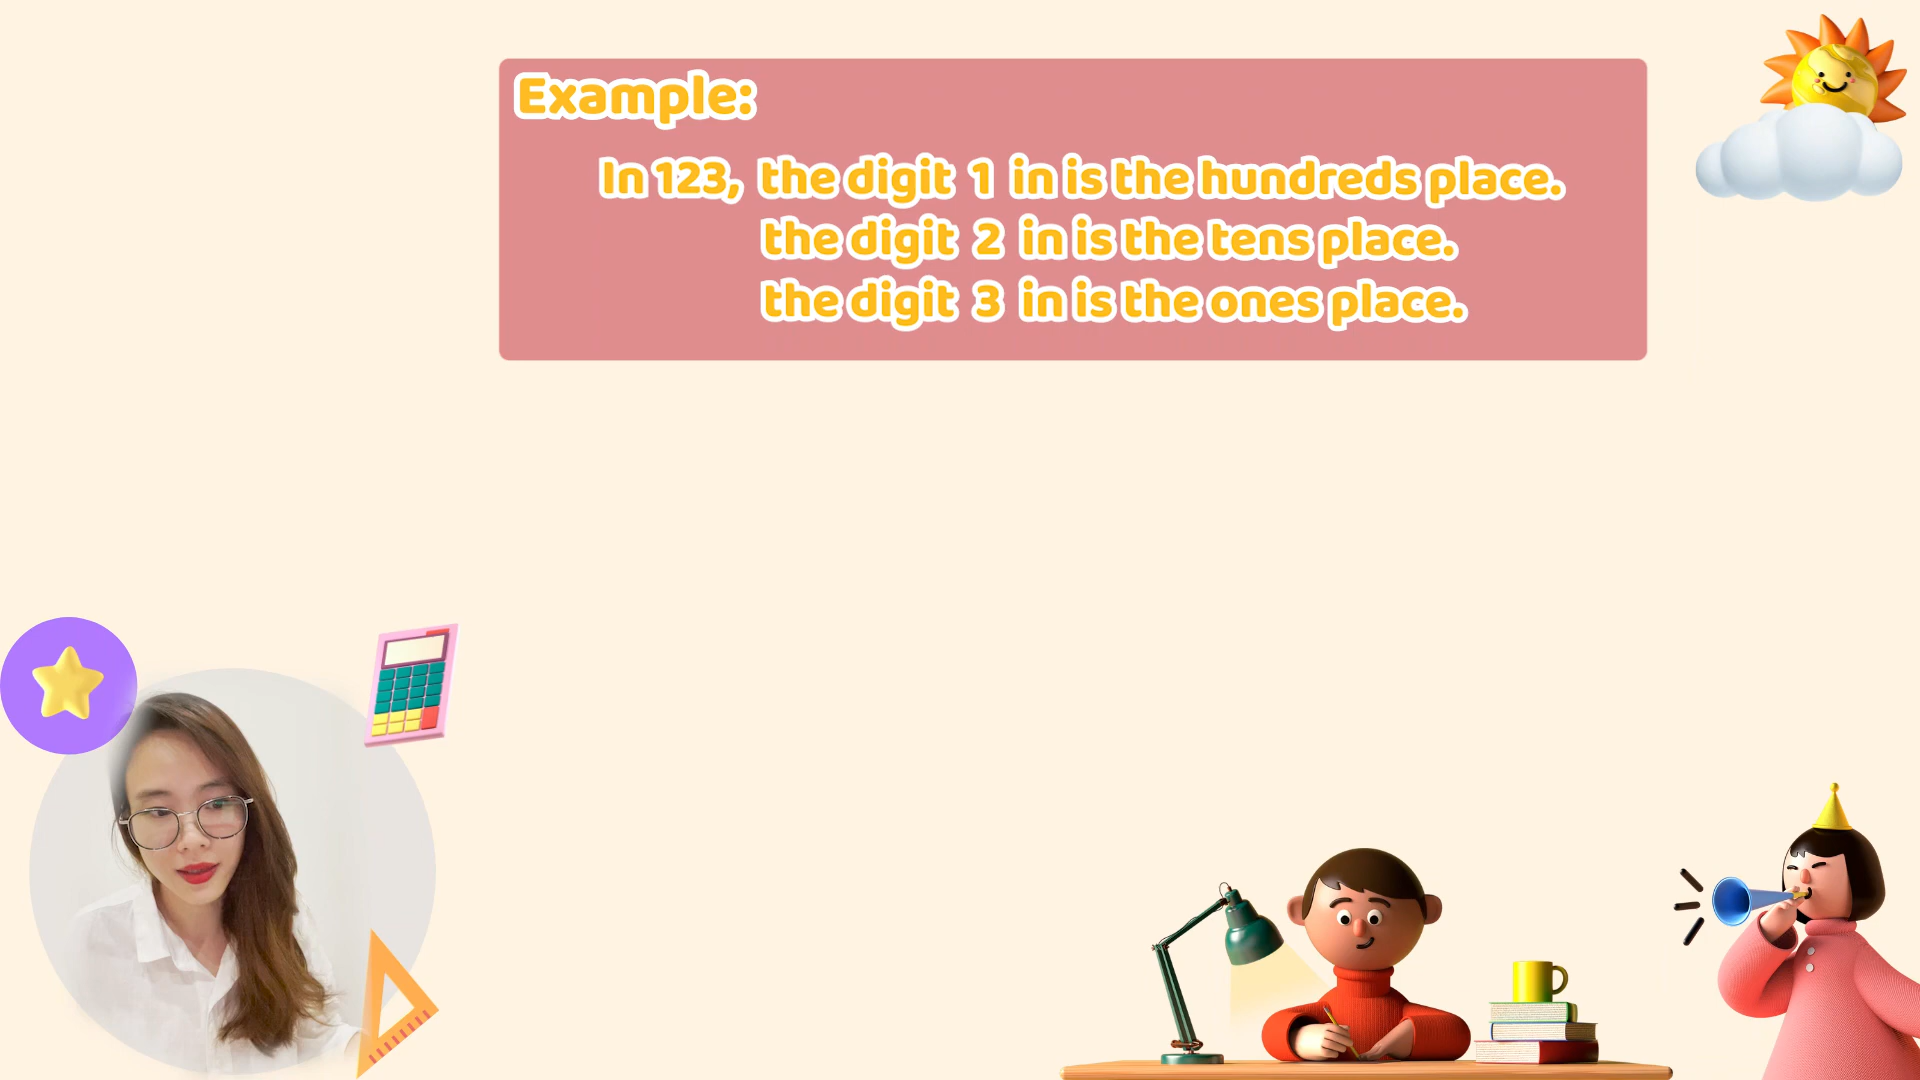 Example:
In 123, the digit 1 in is the hundreds place.
the digit 2 in is the tens place.
the digit 3 in is the ones place.